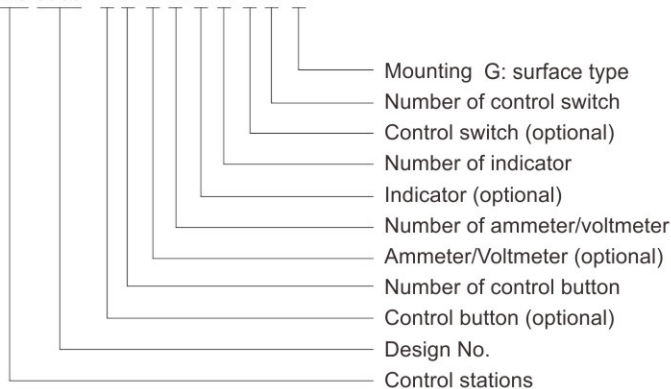 Mounting G: surface type
Number of control switch
Control switch (optional)
Number of indicator
Indicator (optional)
Number of ammeter/voltmeter
Ammeter/Voltmeter (optional)
Number of control button
Control button (optional)
Design No.
Control stations